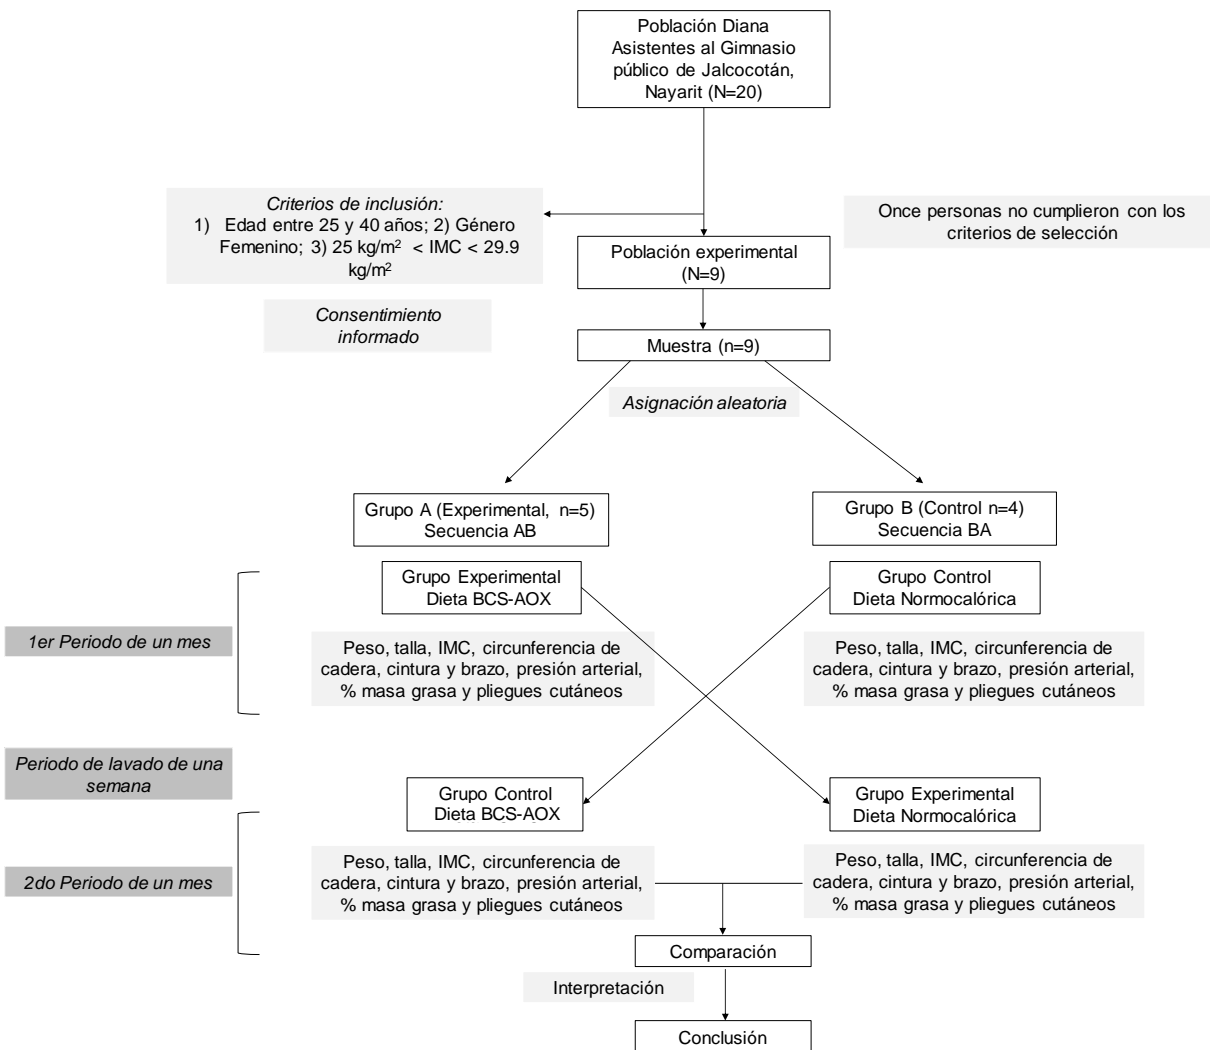 Población Diana
Asistentes al Gimnasio
público de Jalcocotán,
Nayarit (N=20)
Criterios de inclusión:
1) Edad entre 25 y 40 años; 2) Género
Femenino; 3) 25 kg/m² < IMC < 29.9
kg/m²
Once personas no cumplieron con los
criterios de selección
Población experimental
(N=9)
Consentimiento
informado
Muestra (n=9)
Asignación aleatoria
Grupo A (Experimental, n=5)
Secuencia AB
Grupo B (Control n=4)
Secuencia BA
Grupo Experimental
Dieta BCS-AOX
Grupo Control
Dieta Normocalórica
1er Periodo de un mes
Peso, talla, IMC, circunferencia de
cadera, cintura y brazo, presión arterial,
% masa grasa y pliegues cutáneos
Peso, talla, IMC, circunferencia de
cadera, cintura y brazo, presión arterial,
% masa grasa y pliegues cutáneos
Periodo de lavado de una
semana
Grupo Control
Dieta BCS-AOX
Grupo Experimental
Dieta Normocalórica
2do Periodo de un mes
Peso, talla, IMC, circunferencia de
cadera, cintura y brazo, presión arterial,
% masa grasa y pliegues cutáneos
Peso, talla, IMC, circunferencia de
cadera, cintura y brazo, presión arterial,
% masa grasa y pliegues cutáneos
Comparación
Interpretación
Conclusión